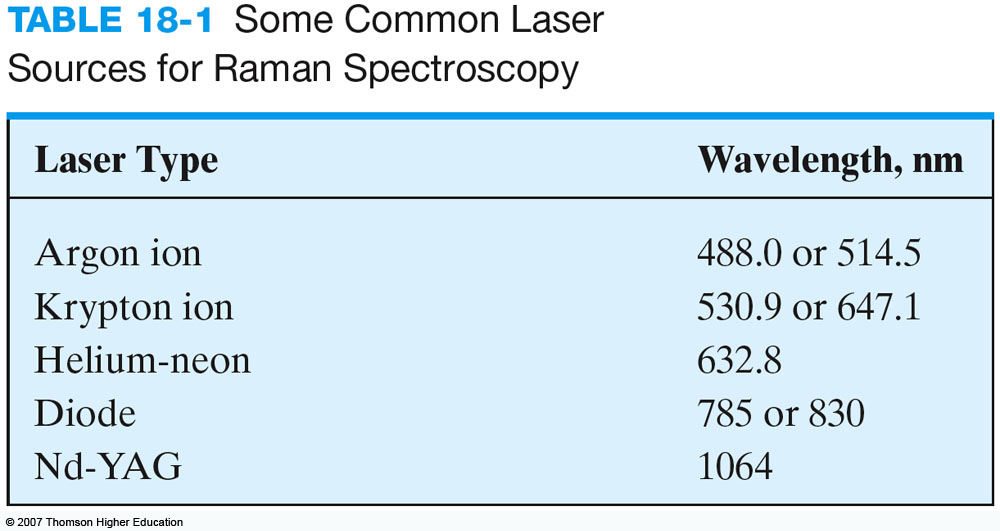 TABLE 18-1 Some Common Laser
Sources for Raman Spectroscopy
Laser Type Wavelength, nm
Argon ion 488.0 or 514.5
Krypton ion 530.9 or 647.1
Helium-neon 632.8
Diode 785 or 830
Nd-YAG 1064
© 2007 Thomson Higher Education